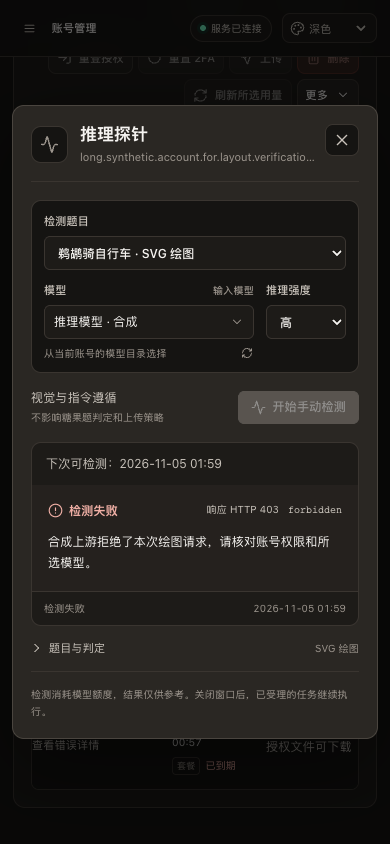 账号管理
服务已连接
深色
重置授权
重置 2FA
上传
删除
刷新所选用量
更多
推理探针
long.synthetic.account.for.layout.verificatio...
检测题目
鹈鹕骑自行车 · SVG 绘图
模型
输入模型
推理强度
推理模型 · 合成
高
从当前账号的模型目录选择
视觉与指令遵循
不影响糖果题判定和上传策略
开始手动检测
下次可检测：2026-11-05 01:59
检测失败
响应 HTTP 403 forbidden
合成上游拒绝了本次绘图请求，请核对账号权限和所
选模型。
检测失败
2026-11-05 01:59
题目与判定
SVG 绘图
检测消耗模型额度，结果仅供参考。关闭窗口后，已受理的任务继续执
行。
查看错误详情
00:57
授权文件可下载
套餐
已到期